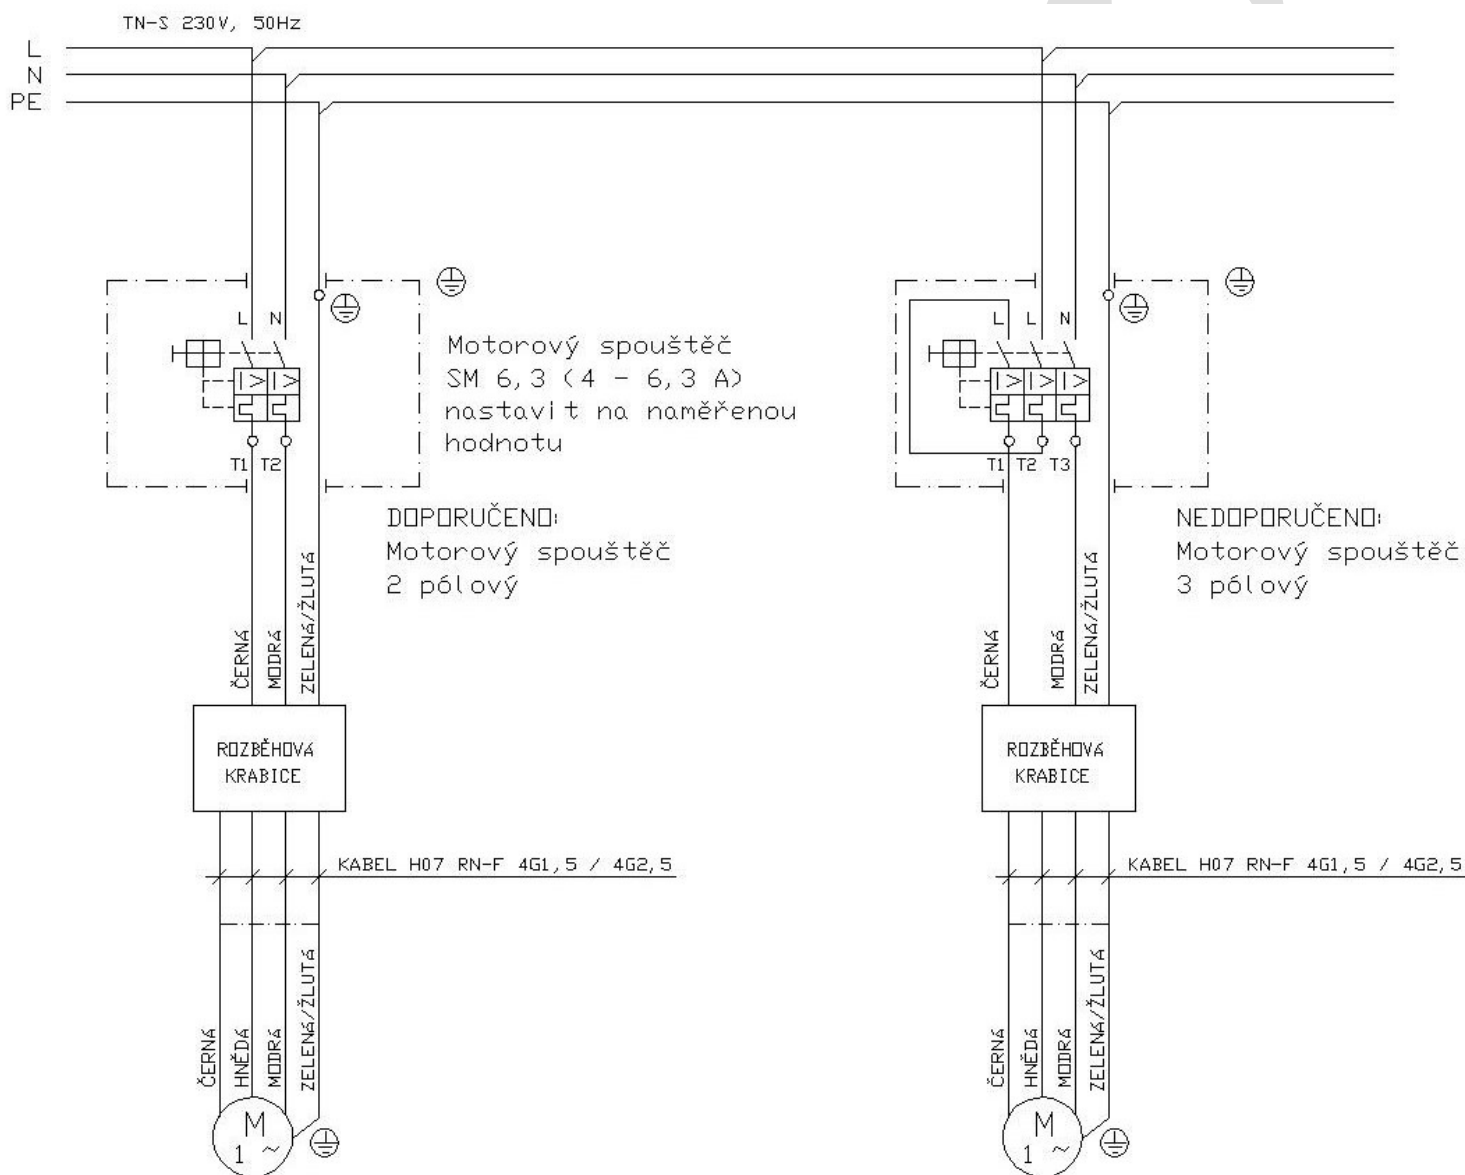 TN-S 230V, 50Hz
L
N
PE
L N
Motorový spouštěč
SM 6,3 (4 - 6,3 A)
nastavit na naměřenou
hodnotu
T1 T2
DOPORUČENO:
Motorový spouštěč
2 pólový
ČERNÁ
MODRÁ
ZELENÁ/ŽLUTÁ
ROZBĚHOVÁ
KRABICE
KABEL H07 RN-F 4G1,5 / 4G2,5
ČERNÁ
HNĚDÁ
MODRÁ
ZELENÁ/ŽLUTÁ
M
1 ~
L L N
T1 T2 T3
NEDOPORUČENO:
Motorový spouštěč
3 pólový
ČERNÁ
MODRÁ
ZELENÁ/ŽLUTÁ
ROZBĚHOVÁ
KRABICE
KABEL H07 RN-F 4G1,5 / 4G2,5
ČERNÁ
HNĚDÁ
MODRÁ
ZELENÁ/ŽLUTÁ
M
1 ~